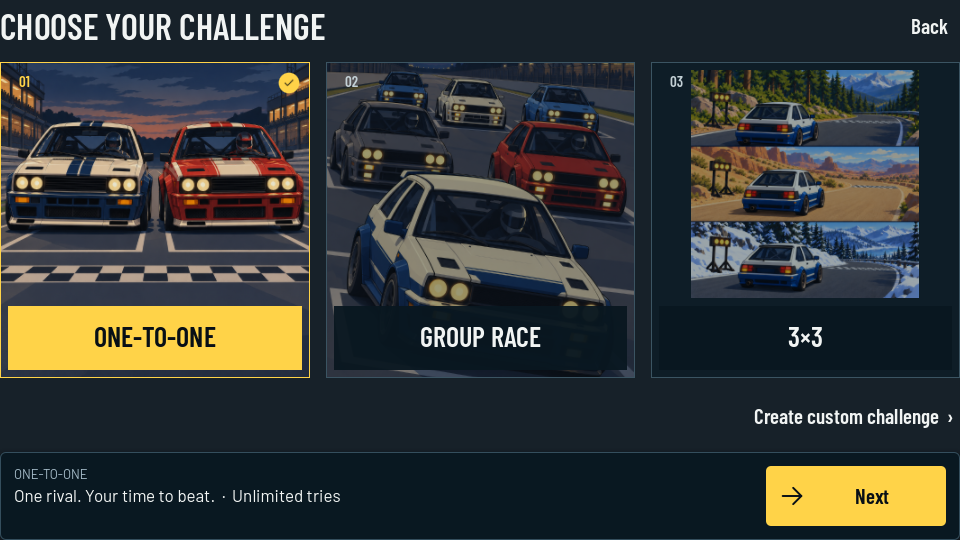 CHOOSE YOUR CHALLENGE
Back
01
02
03
ONE-TO-ONE
GROUP RACE
3×3
Create custom challenge ›
ONE-TO-ONE
One rival. Your time to beat. · Unlimited tries
Next